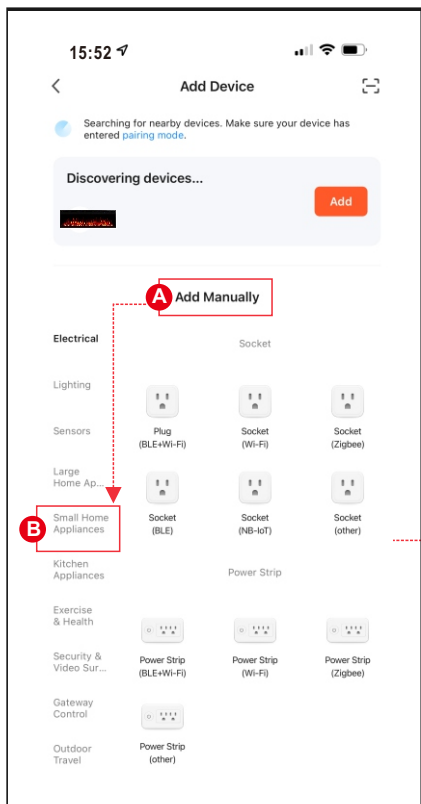 15:52
Add Device
Searching for nearby devices. Make sure your device has
entered pairing mode.
Discovering devices...
Add
A
Add Manually
Electrical
Lighting
Sensors
Large
Home Ap...
B
Small Home
Appliances
Kitchen
Appliances
Exercise
& Health
Security &
Video Sur...
Gateway
Control
Outdoor
Travel
Socket
Plug
(BLE+Wi-Fi)
Socket
(Wi-Fi)
Socket
(Zigbee)
Socket
(BLE)
Socket
(NB-IoT)
Socket
(other)
Power Strip
Power Strip
(BLE+Wi-Fi)
Power Strip
(Wi-Fi)
Power Strip
(Zigbee)
Power Strip
(other)